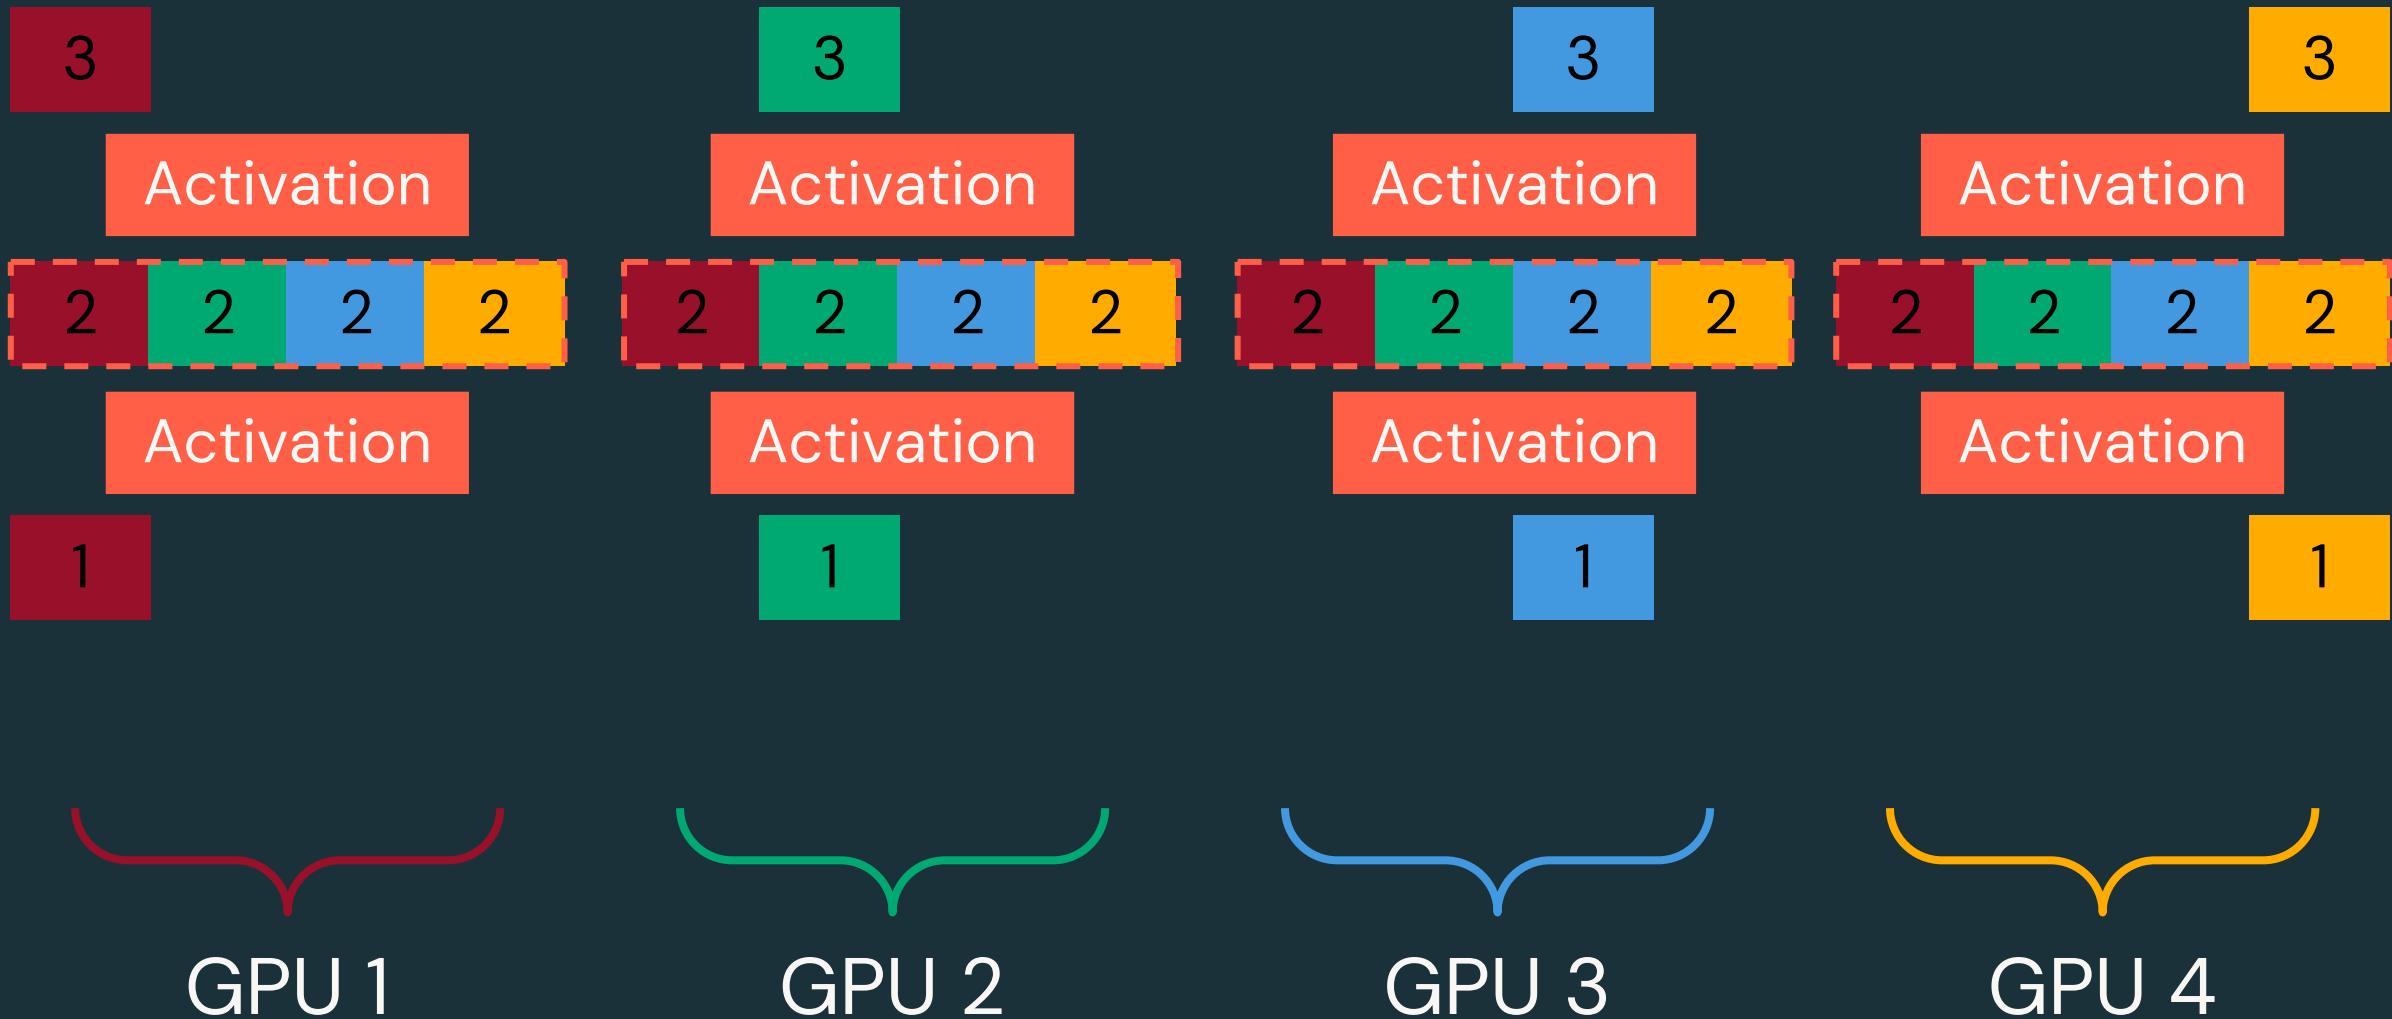 3 3 3 3
Activation Activation Activation Activation
2 2 2 2 2 2 2 2 2 2 2 2 2 2 2 2
Activation Activation Activation Activation
1 1 1 1
GPU 1 GPU 2 GPU 3 GPU 4